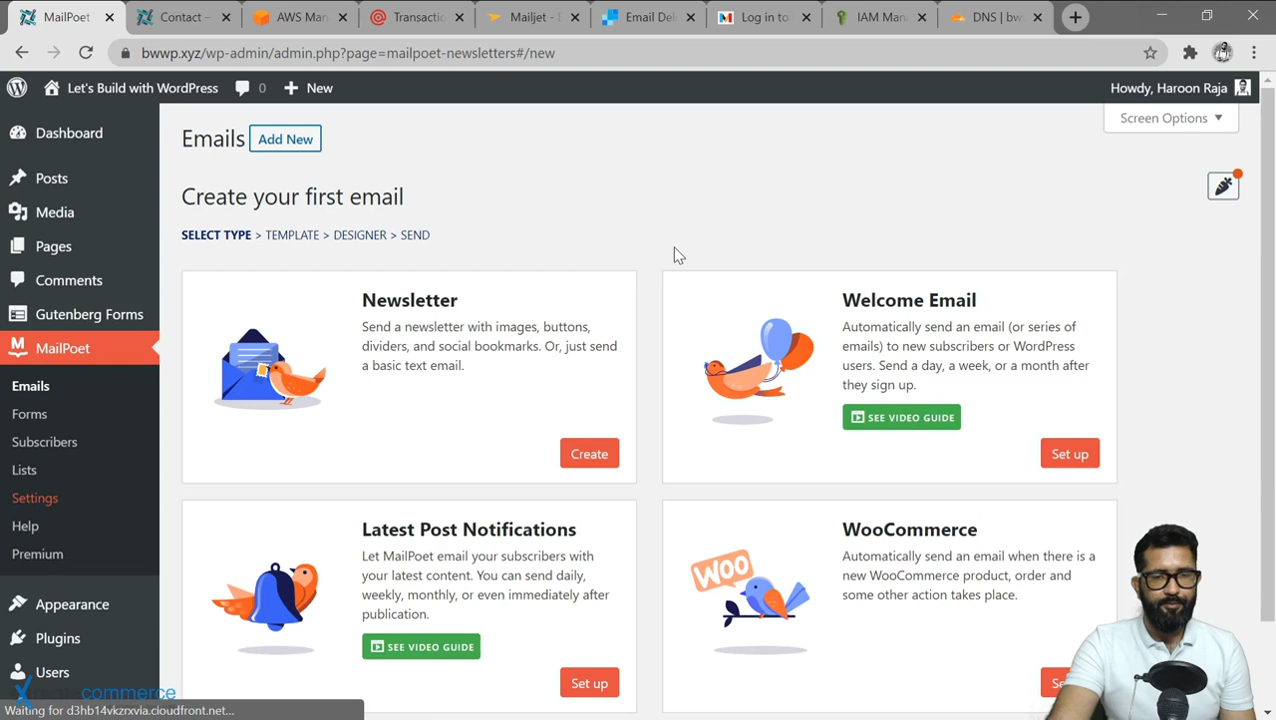 MailPoet
Contact –
AWS Man
Transactio
Mailjet - E
Email Deli
Log in to
IAM Mana
DNS | bw
bwwp.xyz/wp-admin/admin.php?page=mailpoet-newsletters#/new
Let's Build with WordPress
0
New
Howdy, Haroon Raja
Dashboard
Posts
Media
Pages
Comments
Gutenberg Forms
MailPoet
Emails
Forms
Subscribers
Lists
Settings
Help
Premium
Appearance
Plugins
Users
Screen Options
Emails
Add New
Create your first email
SELECT TYPE > TEMPLATE > DESIGNER > SEND
Newsletter
Send a newsletter with images, buttons,
dividers, and social bookmarks. Or, just send
a basic text email.
Create
Welcome Email
Automatically send an email (or series of
emails) to new subscribers or WordPress
users. Send a day, a week, or a month after
they sign up.
SEE VIDEO GUIDE
Set up
Latest Post Notifications
Let MailPoet email your subscribers with
your latest content. You can send daily,
weekly, monthly, or even immediately after
publication.
SEE VIDEO GUIDE
Set up
WOO
WooCommerce
Automatically send an email when there is a
new WooCommerce product, order and
some other action takes place.
commerce
Waiting for d3hb14vkzrxvia.cloudfront.net...